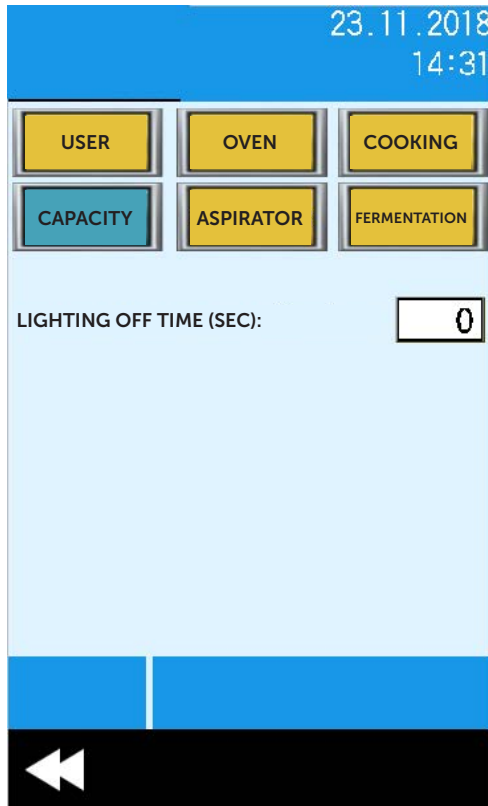 23.11.2018
14:31
USER OVEN COOKING
CAPACITY ASPIRATOR FERMENTATION
LIGHTING OFF TIME (SEC): 0